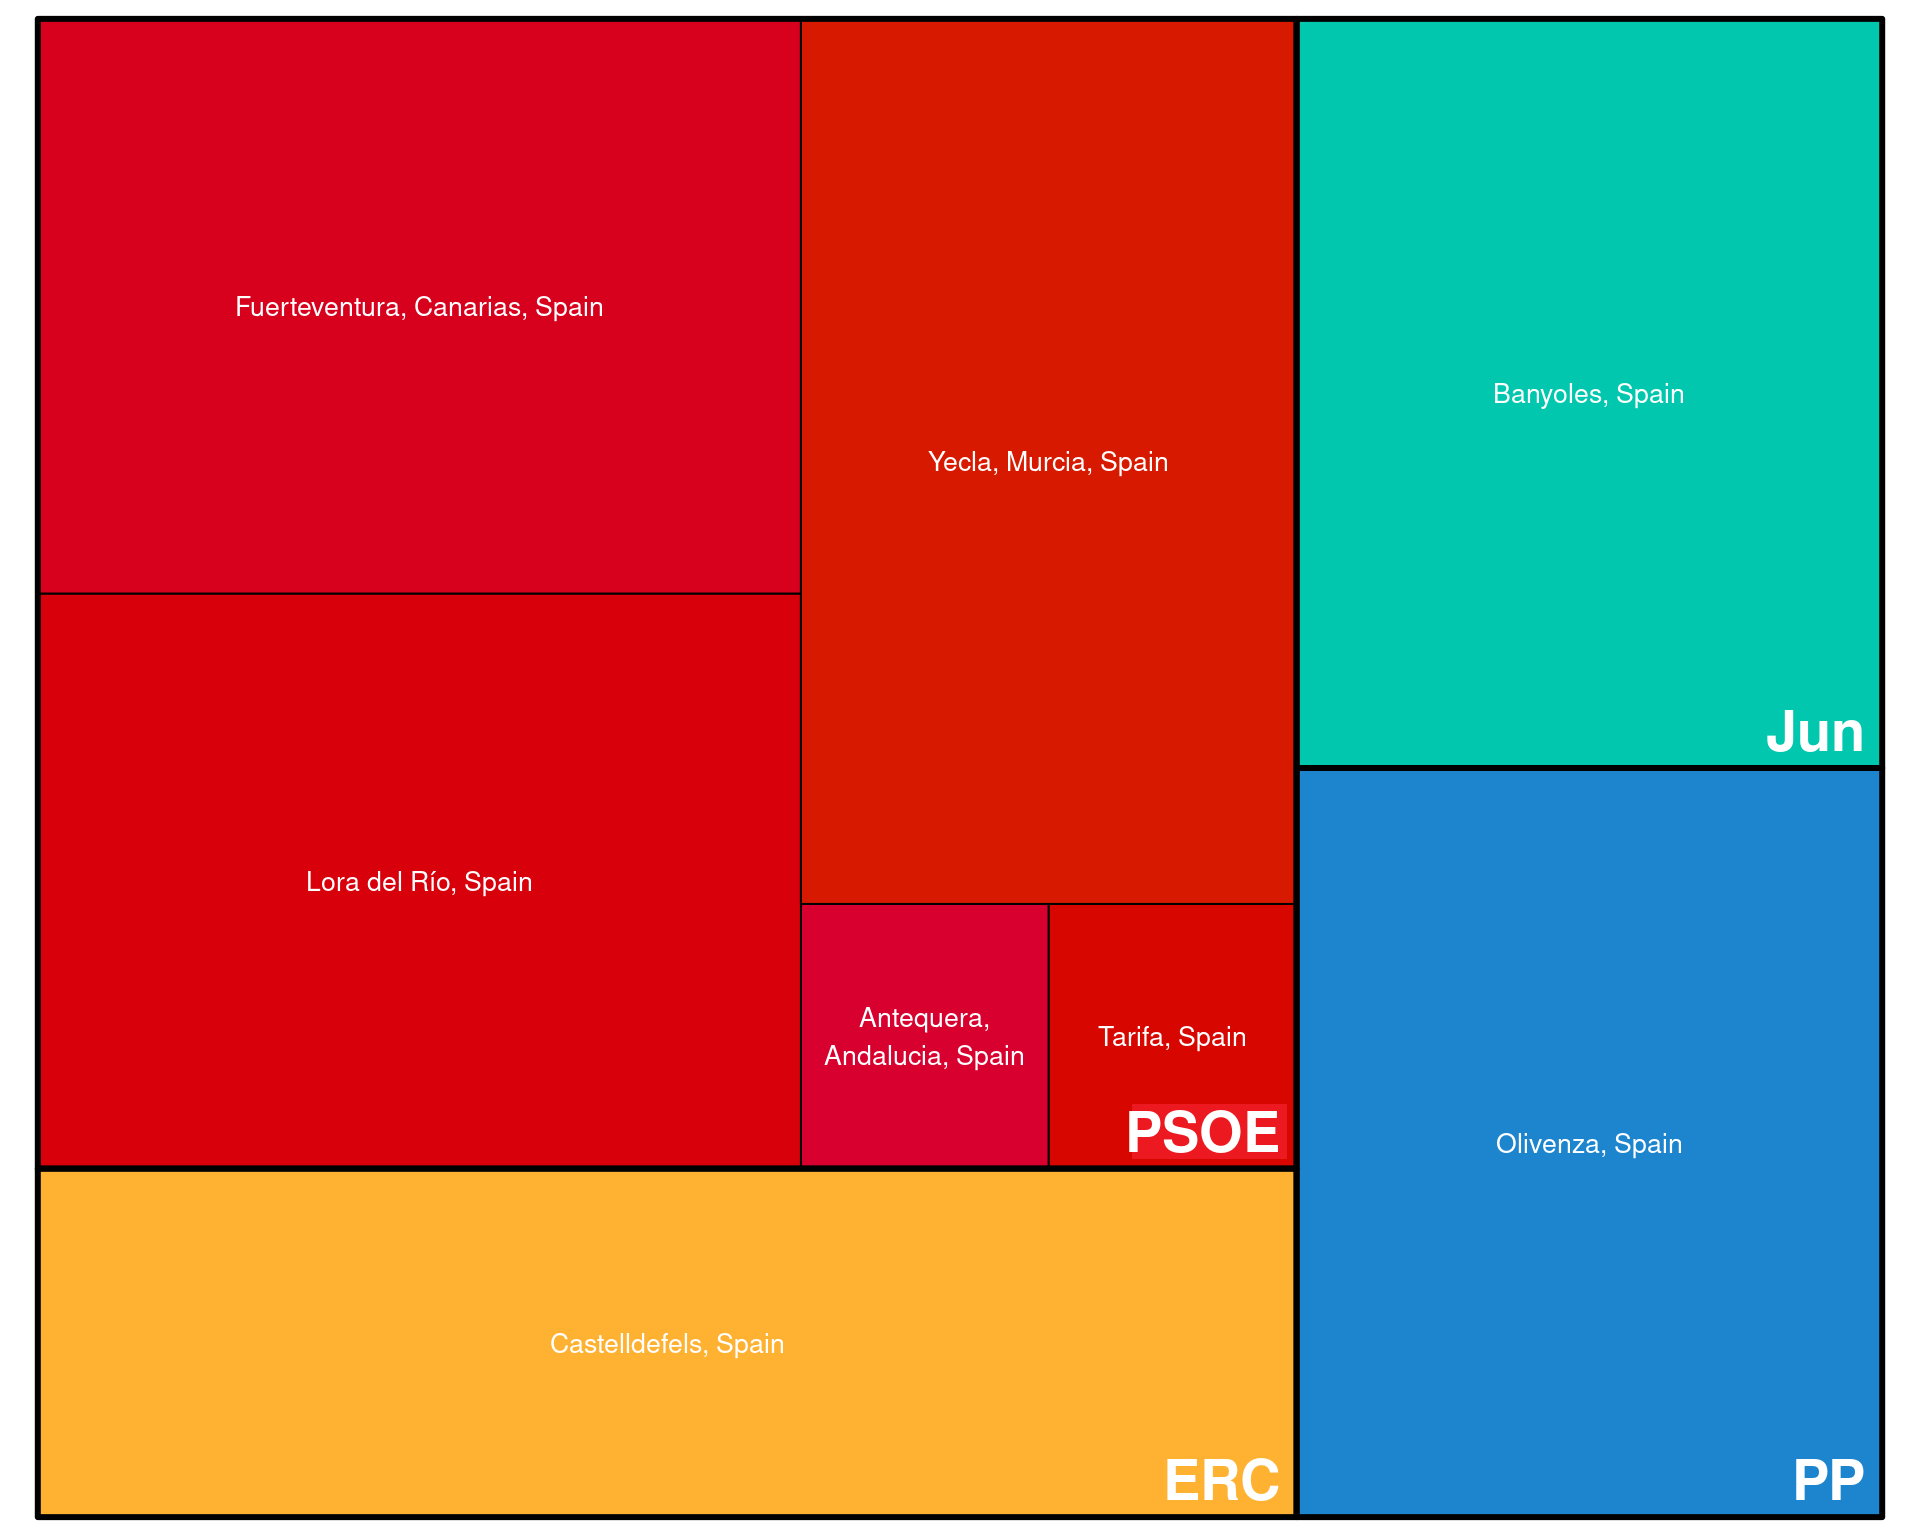 Fuerteventura, Canarias, Spain
Lora del Río, Spain
Yecla, Murcia, Spain
Antequera,
Andalucia, Spain
Tarifa, Spain
PSOE
Castelldefels, Spain
ERC
Banyoles, Spain
Jun
Olivenza, Spain
PP